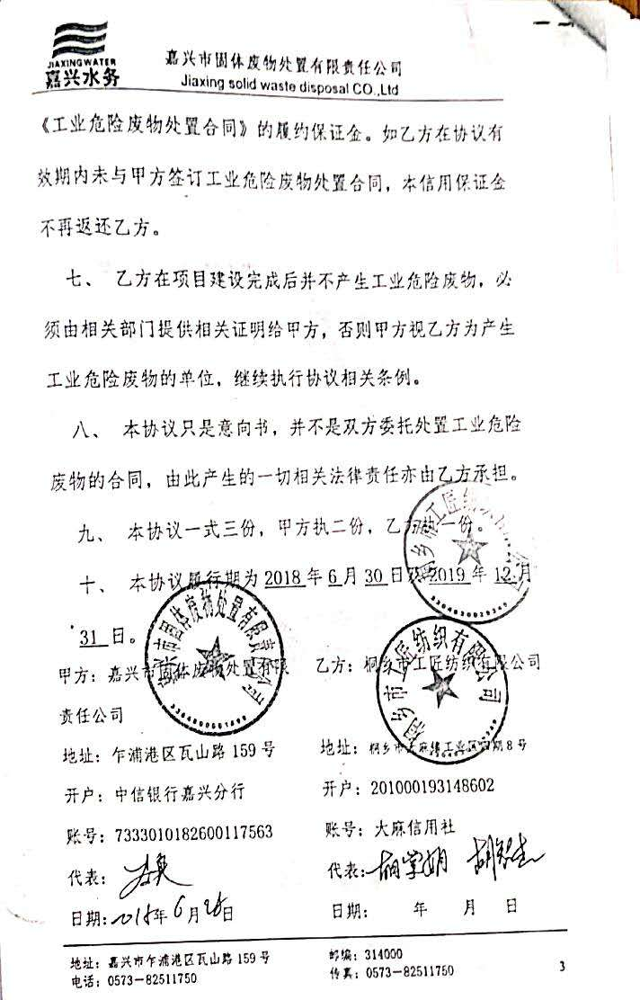 JIAXING WATER
嘉兴水务
嘉兴市固体废物处置有限责任公司
Jiaxing solid waste disposal CO.,Ltd
《工业危险废物处置合同》的履约保证金。如乙方在协议有
效期内未与甲方签订工业危险废物处置合同，本信用保证金
不再返还乙方。
七、 乙方在项目建设完成后并不产生工业危险废物，必
须由相关部门提供相关证明给甲方，否则甲方视乙方为产生
工业危险废物的单位，继续执行协议相关条例。
八、 本协议只是意向书，并不是双方委托处置工业危险
废物的合同，由此产生的一切相关法律责任亦由乙方承担。
九、 本协议一式三份，甲方执二份，乙方执一份。
十、 本协议履行期为 2018 年 6 月 30 日及 2019 年 12 月
31 日。
甲方：嘉兴市固体废物处置有限
责任公司
地址：乍浦港区瓦山路 159 号
开户：中信银行嘉兴分行
账号：7333010182600117563
代表：
日期：2018年6月28日
乙方：桐乡市工匠纺织有限公司
地址：桐乡市大麻镇工业区四期8号
开户：201000193148602
账号：大麻信用社
代表：胡学娟
日期： 年 月 日
桐乡市工匠纺织有限公司
地址：嘉兴市乍浦港区瓦山路 159 号
电话：0573-82511750
邮编：314000
传真：0573-82511750
3